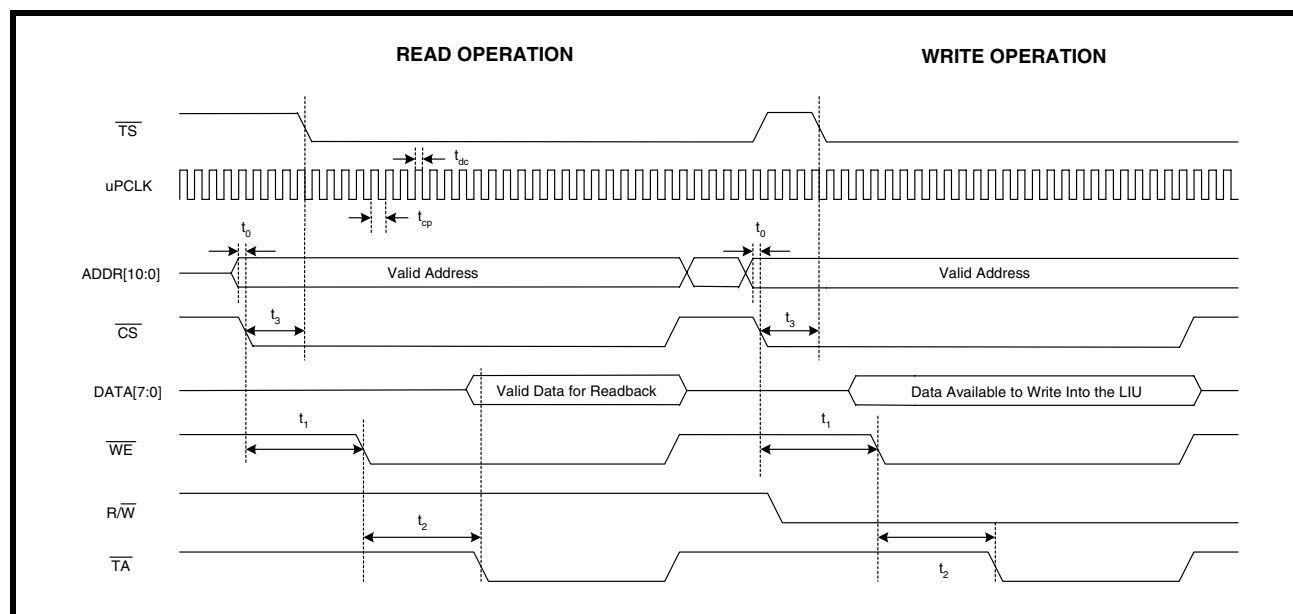 READ OPERATION WRITE OPERATION
TS
t_dc
uPCLK
t_0 t_cp t_0
ADDR[10:0] Valid Address Valid Address
t_3 t_3
CS
DATA[7:0] Valid Data for Readback Data Available to Write Into the LIU
t_1 t_1
WE
R/W
t_2
TA t_2